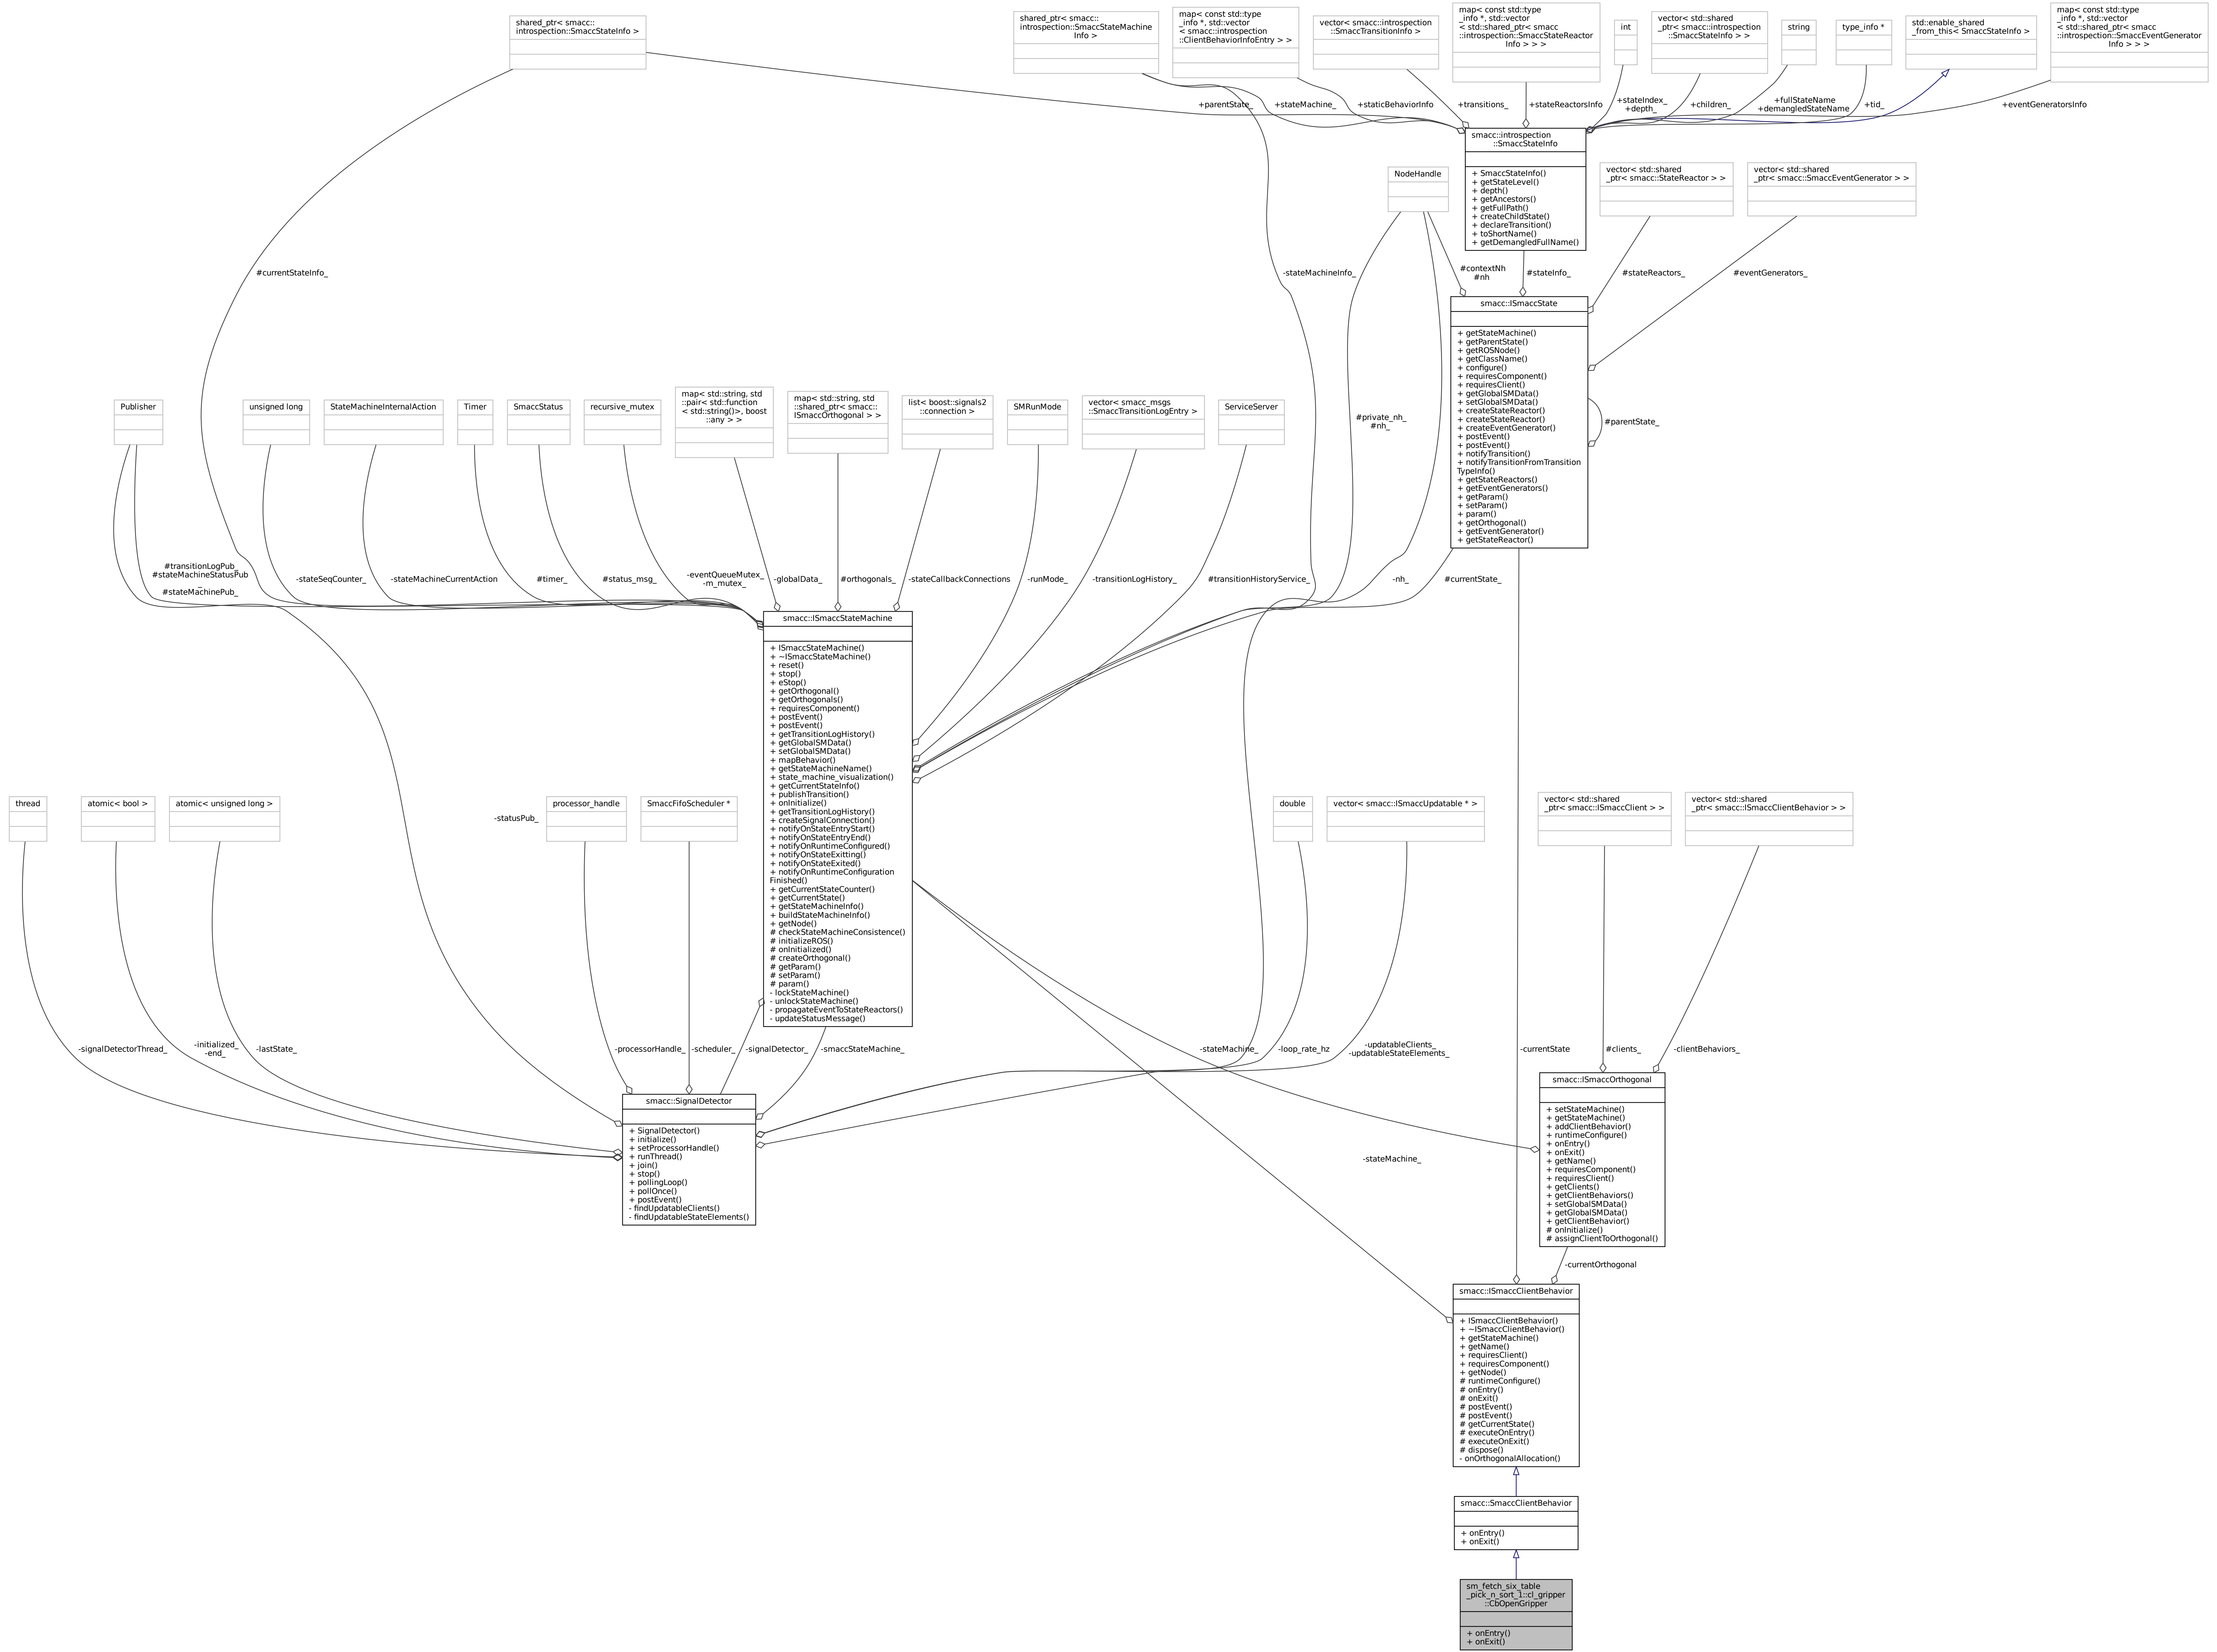 shared_ptr< smacc::
introspection::SmaccStateInfo >
shared_ptr< smacc::
introspection::SmaccStateMachine
Info >
map< const std::type
_info *, std::vector
< smacc::introspection
::ClientBehaviorInfoEntry > >
vector< smacc::introspection
::SmaccTransitionInfo >
map< const std::type
_info *, std::vector
< std::shared_ptr< smacc
::introspection::SmaccStateReactor
Info > > >
int
vector< std::shared
_ptr< smacc::introspection
::SmaccStateInfo > >
string
type_info *
std::enable_shared
_from_this< SmaccStateInfo >
map< const std::type
_info *, std::vector
< std::shared_ptr< smacc
::introspection::SmaccEventGenerator
Info > > >
+parentState_
+stateMachine_
+staticBehaviorInfo
+transitions_
+stateReactorsInfo
+stateIndex_
+depth_
+children_
+fullStateName
+demangledStateName
+tid_
+eventGeneratorsInfo
smacc::introspection
::SmaccStateInfo
+ SmaccStateInfo()
+ getStateLevel()
+ depth()
+ getAncestors()
+ getFullPath()
+ createChildState()
+ declareTransition()
+ toShortName()
+ getDemangledFullName()
NodeHandle
vector< std::shared
_ptr< smacc::StateReactor > >
vector< std::shared
_ptr< smacc::SmaccEventGenerator > >
#currentStateInfo_
-stateMachineInfo_
#contextNh
#nh
#stateInfo_
#stateReactors_
#eventGenerators_
smacc::ISmaccState
+ getStateMachine()
+ getParentState()
+ getROSNode()
+ getClassName()
+ configure()
+ requiresComponent()
+ requiresClient()
+ getGlobalSMData()
+ setGlobalSMData()
+ createStateReactor()
+ createStateReactor()
+ createEventGenerator()
+ postEvent()
+ postEvent()
+ notifyTransition()
+ notifyTransitionFromTransition
TypeInfo()
+ getStateReactors()
+ getEventGenerators()
+ getParam()
+ setParam()
+ param()
+ getOrthogonal()
+ getEventGenerator()
+ getStateReactor()
#parentState_
Publisher
unsigned long
StateMachineInternalAction
Timer
SmaccStatus
recursive_mutex
map< std::string, std
::pair< std::function
< std::string()>, boost
::any > >
map< std::string, std
::shared_ptr< smacc::
ISmaccOrthogonal > >
list< boost::signals2
::connection >
SMRunMode
vector< smacc_msgs
::SmaccTransitionLogEntry >
ServiceServer
#private_nh_
#nh_
#transitionLogPub_
#stateMachineStatusPub
_
#stateMachinePub_
-stateSeqCounter_
-stateMachineCurrentAction
#timer_
#status_msg_
-eventQueueMutex_
-m_mutex_
-globalData_
#orthogonals_
-stateCallbackConnections
-runMode_
-transitionLogHistory_
#transitionHistoryService_
-nh_
#currentState_
smacc::ISmaccStateMachine
+ ISmaccStateMachine()
+ ~ISmaccStateMachine()
+ reset()
+ stop()
+ eStop()
+ getOrthogonal()
+ getOrthogonals()
+ requiresComponent()
+ postEvent()
+ postEvent()
+ getTransitionLogHistory()
+ getGlobalSMData()
+ setGlobalSMData()
+ mapBehavior()
+ getStateMachineName()
+ state_machine_visualization()
+ getCurrentStateInfo()
+ publishTransition()
+ onInitialize()
+ getTransitionLogHistory()
+ createSignalConnection()
+ notifyOnStateEntryStart()
+ notifyOnStateEntryEnd()
+ notifyOnRuntimeConfigured()
+ notifyOnStateExitting()
+ notifyOnStateExited()
+ notifyOnRuntimeConfiguration
Finished()
+ getCurrentStateCounter()
+ getCurrentState()
+ getStateMachineInfo()
+ buildStateMachineInfo()
+ getNode()
# checkStateMachineConsistence()
# initializeROS()
# onInitialized()
# createOrthogonal()
# getParam()
# setParam()
# param()
- lockStateMachine()
- unlockStateMachine()
- propagateEventToStateReactors()
- updateStatusMessage()
thread
atomic< bool >
atomic< unsigned long >
-statusPub_
processor_handle
SmaccFifoScheduler *
double
vector< smacc::ISmaccUpdatable * >
vector< std::shared
_ptr< smacc::ISmaccClient > >
vector< std::shared
_ptr< smacc::ISmaccClientBehavior > >
-signalDetectorThread_
-initialized_
-end_
-lastState_
-processorHandle_
-scheduler_
-signalDetector_
-smaccStateMachine_
-stateMachine_
-loop_rate_hz
-updatableClients_
-updatableStateElements_
-currentState
#clients_
-clientBehaviors_
smacc::SignalDetector
+ SignalDetector()
+ initialize()
+ setProcessorHandle()
+ runThread()
+ join()
+ stop()
+ pollingLoop()
+ pollOnce()
+ postEvent()
- findUpdatableClients()
- findUpdatableStateElements()
smacc::ISmaccOrthogonal
+ setStateMachine()
+ getStateMachine()
+ addClientBehavior()
+ runtimeConfigure()
+ onEntry()
+ onExit()
+ getName()
+ requiresComponent()
+ requiresClient()
+ getClients()
+ getClientBehaviors()
+ setGlobalSMData()
+ getGlobalSMData()
+ getClientBehavior()
# onInitialize()
# assignClientToOrthogonal()
-stateMachine_
-currentOrthogonal
smacc::ISmaccClientBehavior
+ ISmaccClientBehavior()
+ ~ISmaccClientBehavior()
+ getStateMachine()
+ getName()
+ requiresClient()
+ requiresComponent()
+ getNode()
# runtimeConfigure()
# onEntry()
# onExit()
# postEvent()
# postEvent()
# getCurrentState()
# executeOnEntry()
# executeOnExit()
# dispose()
- onOrthogonalAllocation()
smacc::SmaccClientBehavior
+ onEntry()
+ onExit()
sm_fetch_six_table
_pick_n_sort_1::cl_gripper
::CbOpenGripper
+ onEntry()
+ onExit()